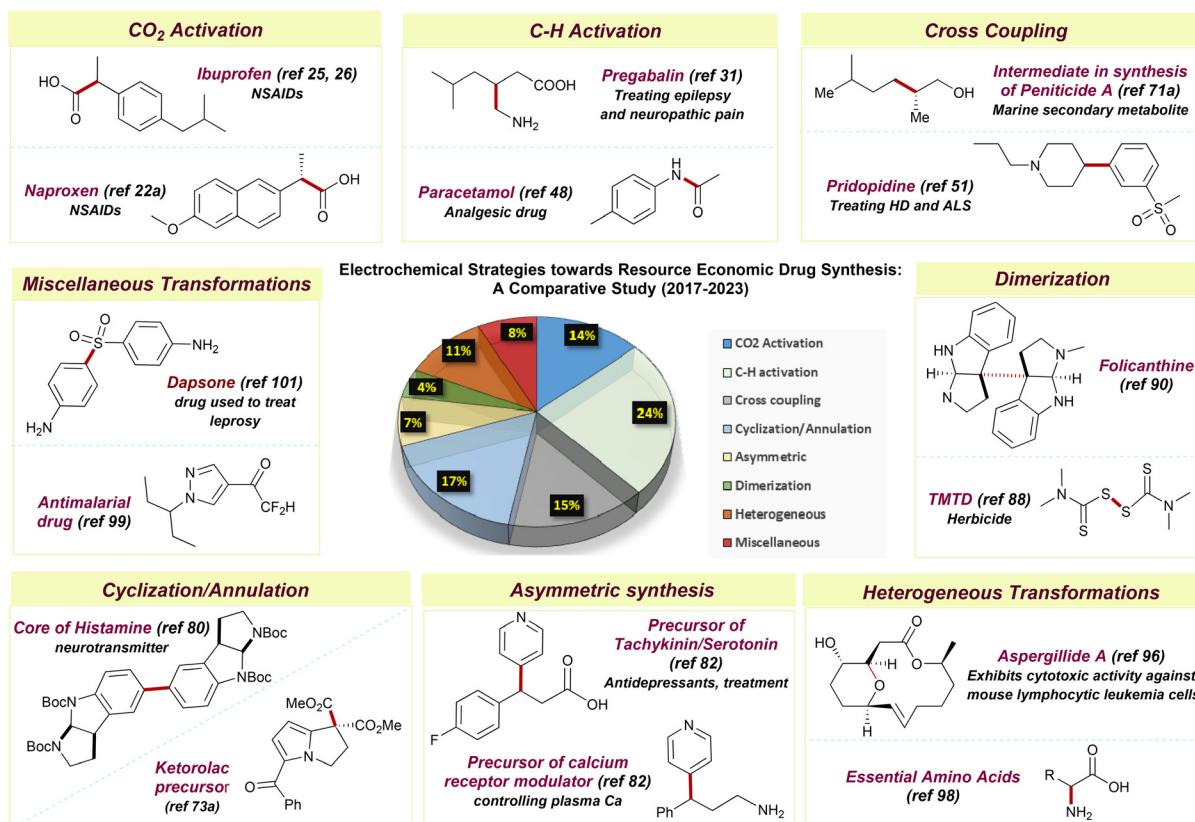 CO2 Activation
HO
O
Ibuprofen (ref 25, 26)
NSAIDs
Naproxen (ref 22a)
NSAIDs
O
OH
O
C-H Activation
COOH
NH2
Pregabalin (ref 31)
Treating epilepsy
and neuropathic pain
Paracetamol (ref 48)
Analgesic drug
H
N
O
Cross Coupling
Me
Me
OH
Intermediate in synthesis
of Peniticide A (ref 71a)
Marine secondary metabolite
N
Pridopidine (ref 51)
Treating HD and ALS
S
O
O
Miscellaneous Transformations
O
O
S
NH2
H2N
Dapsone (ref 101)
drug used to treat
leprosy
Antimalarial
drug (ref 99)
N
N
O
CF2H
Electrochemical Strategies towards Resource Economic Drug Synthesis:
A Comparative Study (2017-2023)
8%
14%
11%
4%
24%
7%
17%
15%
CO2 Activation
C-H activation
Cross coupling
Cyclization/Annulation
Asymmetric
Dimerization
Heterogeneous
Miscellaneous
Dimerization
HN
N
H
H
N
NH
Folicanthine
(ref 90)
TMTD (ref 88)
Herbicide
N
S
S
S
S
N
Cyclization/Annulation
Core of Histamine (ref 80)
neurotransmitter
NBoc
NBoc
BocN
BocN
MeO2C
CO2Me
N
O
Ph
Ketorolac
precursor
(ref 73a)
Asymmetric synthesis
N
O
OH
F
Precursor of
Tachykinin/Serotonin
(ref 82)
Antidepressants, treatment
Precursor of calcium
receptor modulator (ref 82)
controlling plasma Ca
N
Ph
NH2
Heterogeneous Transformations
HO
O
O
H
O
H
Aspergillide A (ref 96)
Exhibits cytotoxic activity against
mouse lymphocytic leukemia cells
Essential Amino Acids
(ref 98)
O
R
OH
NH2